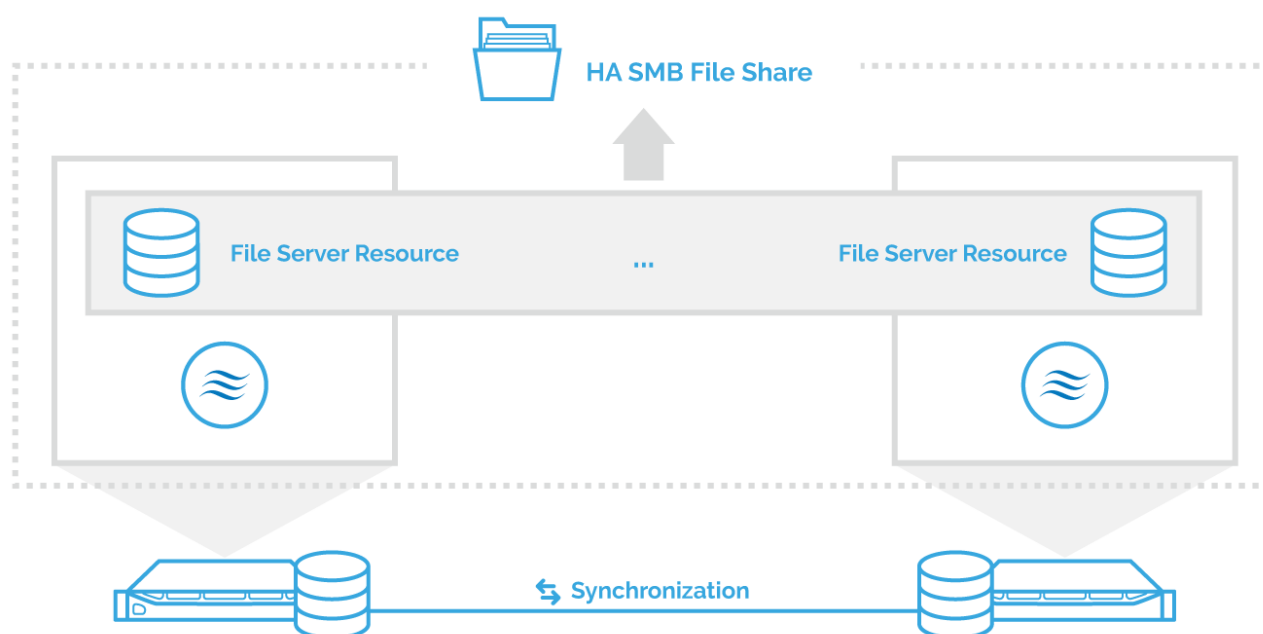 HA SMB File Share
File Server Resource
...
File Server Resource
Synchronization